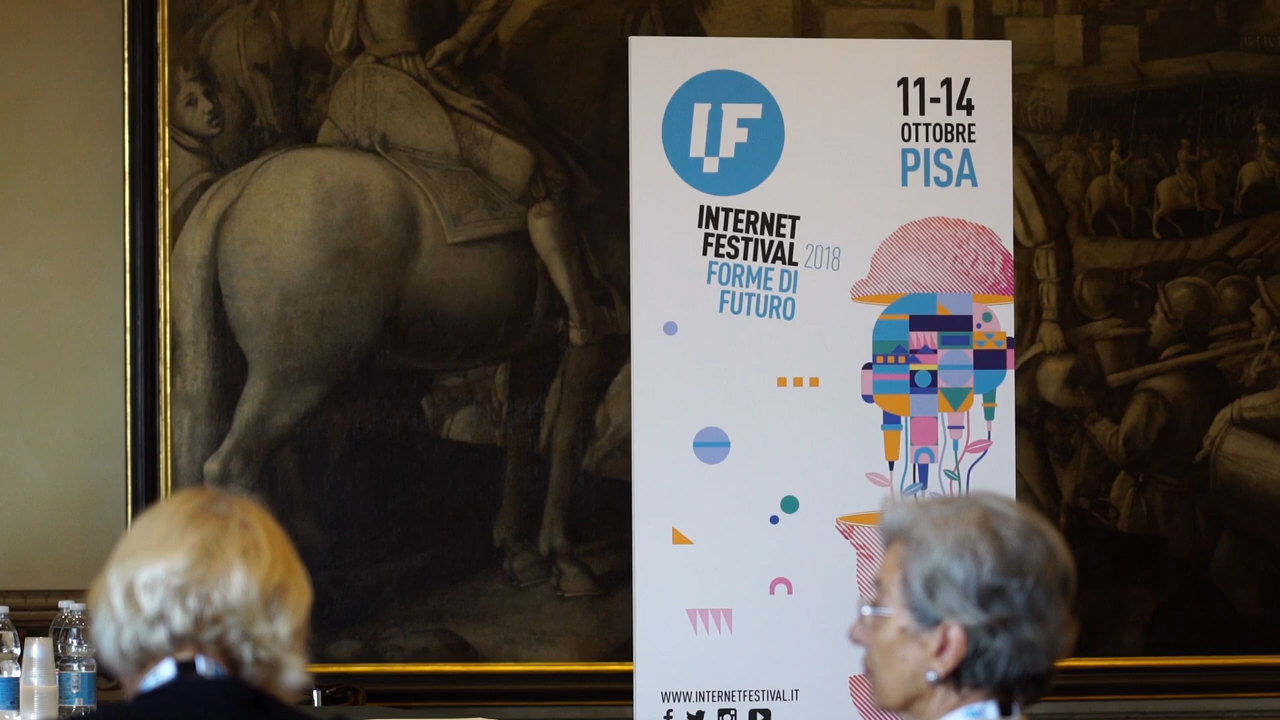 IF
11-14
OTTOBRE
PISA
INTERNET
FESTIVAL 2018
FORME DI
FUTURO
WWW.INTERNETFESTIVAL.IT